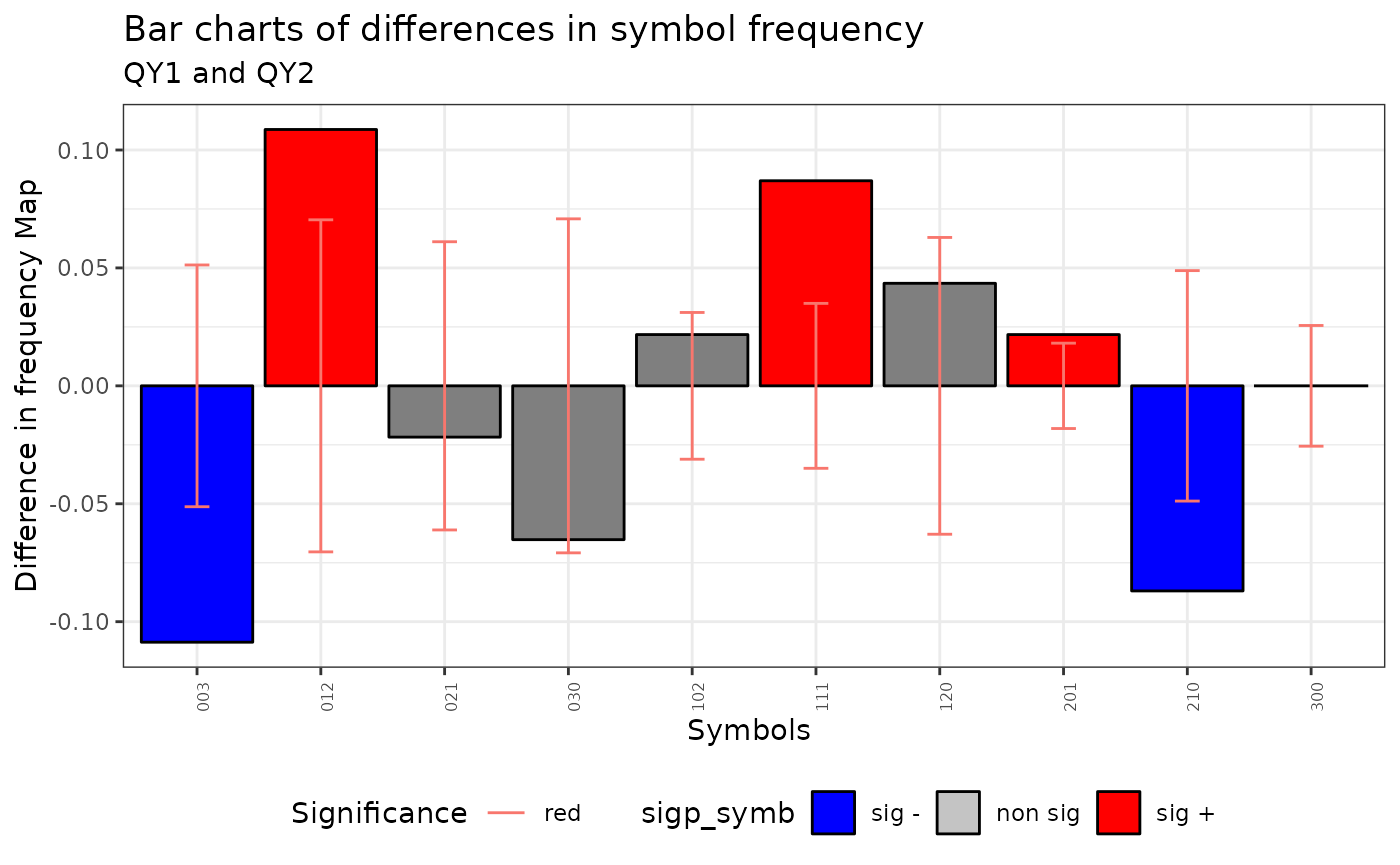 Bar charts of differences in symbol frequency
QY1 and QY2
Difference in frequency Map
0.10
0.05
0.00
-0.05
-0.10
003 012 021 030 102 111 120 201 210 300
Symbols
Significance red sigp_symb sig - non sig sig +